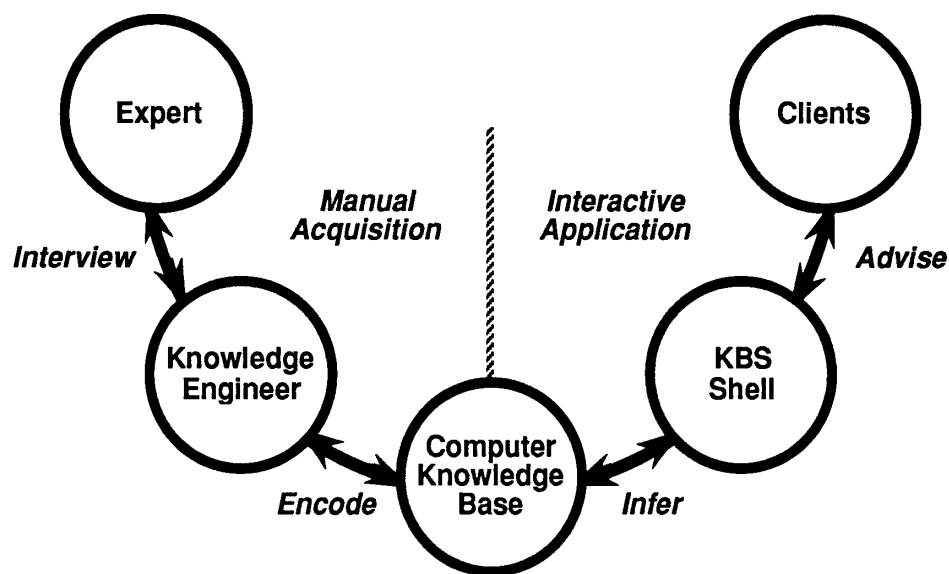 Expert
Clients
Manual
Acquisition
Interactive
Application
Interview
Advise
Knowledge
Engineer
KBS
Shell
Computer
Knowledge
Base
Encode
Infer